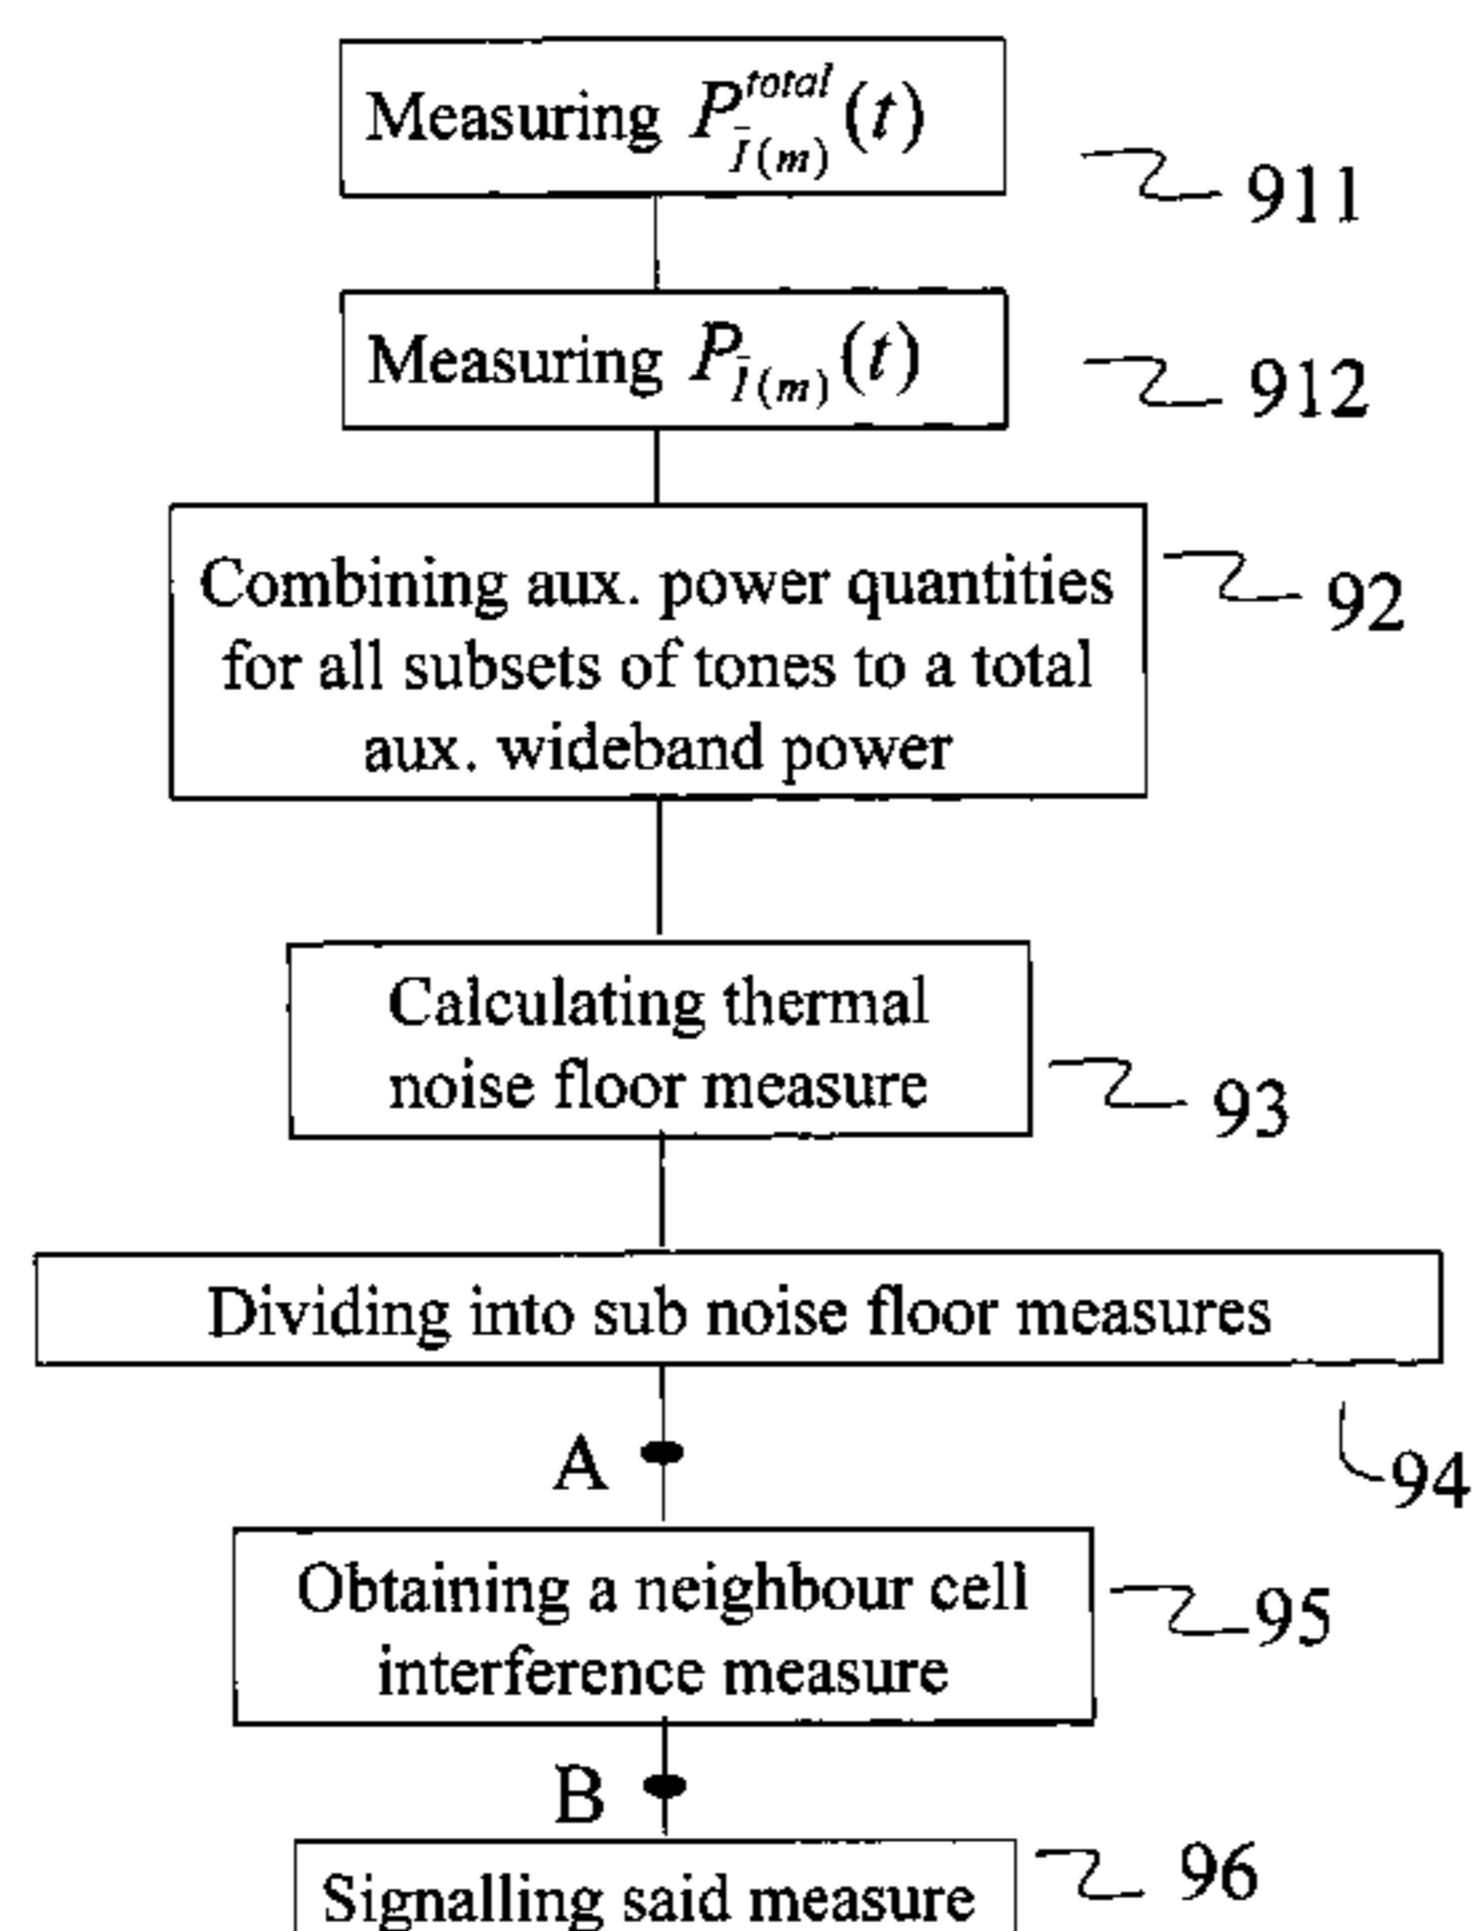 Measuring $P^{total}_{\bar{I}(m)}(t)$
911
Measuring $P_{\bar{I}(m)}(t)$
912
Combining aux. power quantities
for all subsets of tones to a total
aux. wideband power
92
Calculating thermal
noise floor measure
93
Dividing into sub noise floor measures
94
A
Obtaining a neighbour cell
interference measure
95
B
Signalling said measure
96